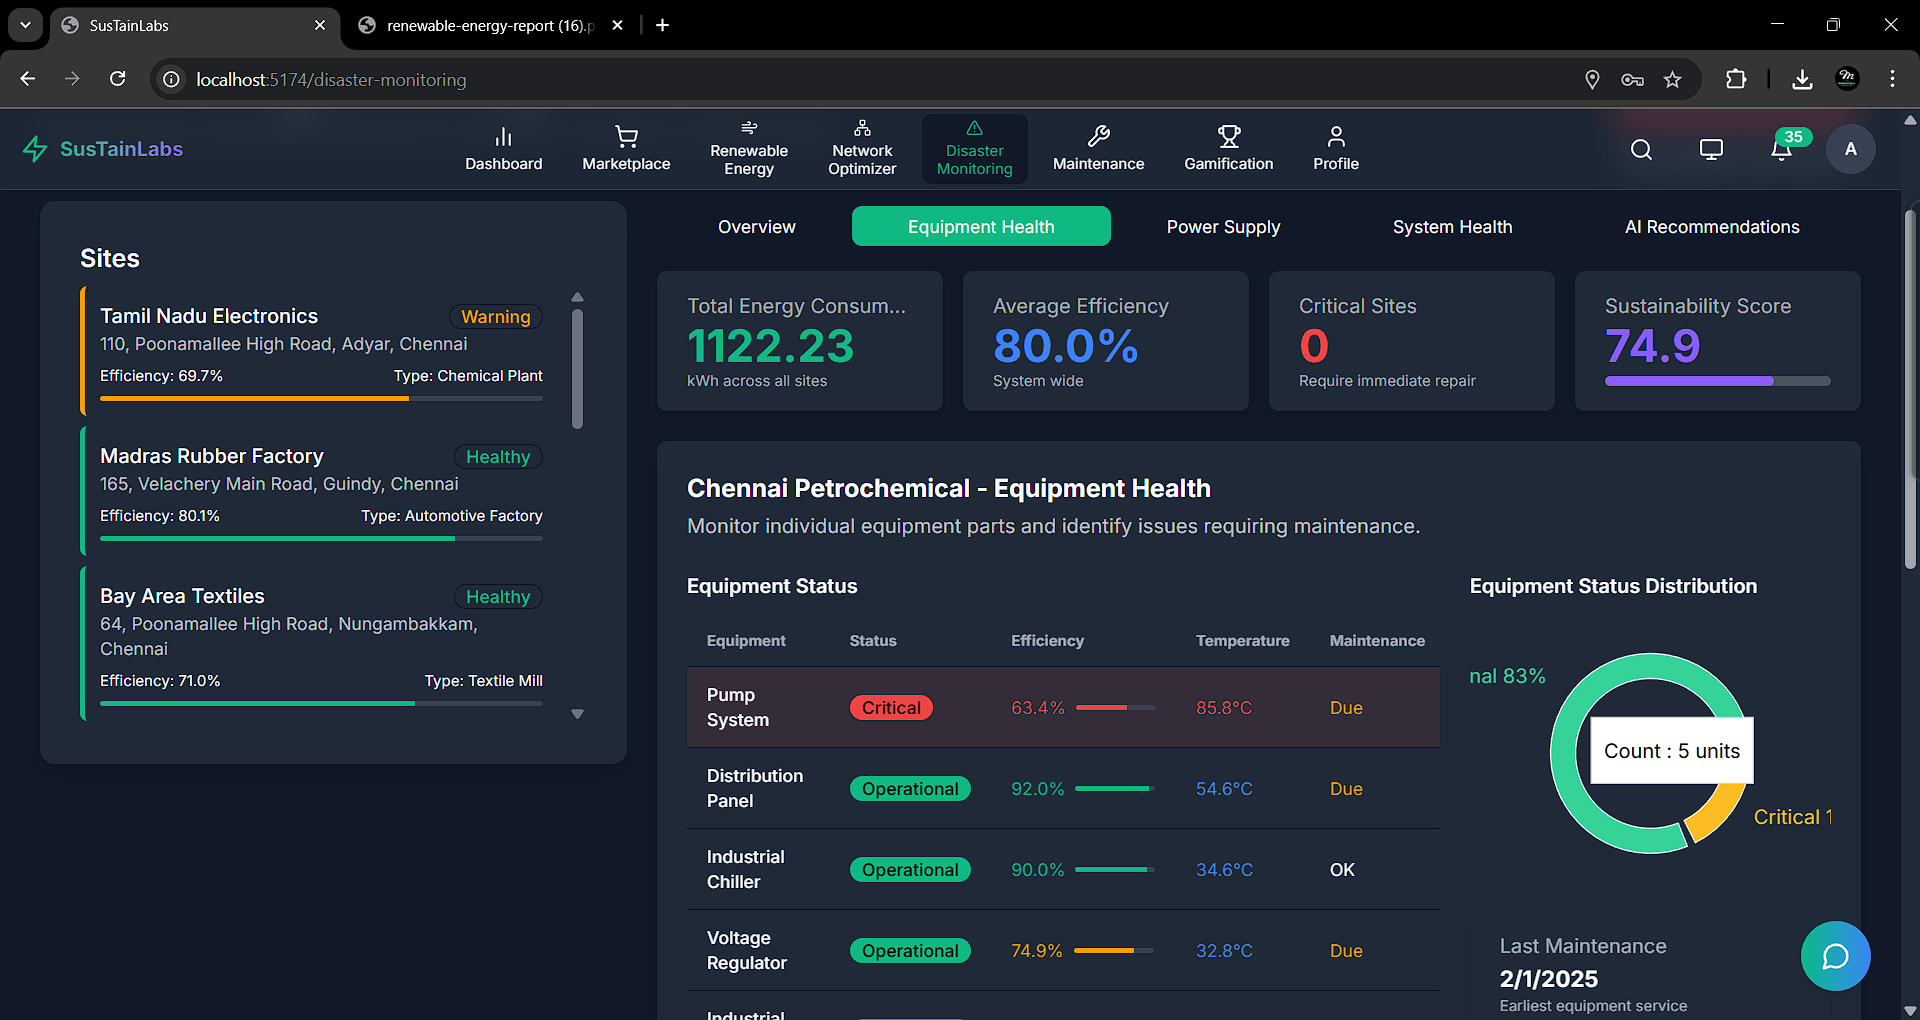 SusTainLabs
renewable-energy-report (16).p
localhost:5174/disaster-monitoring
SusTainLabs
Dashboard
Marketplace
Renewable
Energy
Network
Optimizer
Disaster
Monitoring
Maintenance
Gamification
Profile
35
A
Sites
Tamil Nadu Electronics
Warning
110, Poonamallee High Road, Adyar, Chennai
Efficiency: 69.7%
Type: Chemical Plant
Madras Rubber Factory
Healthy
165, Velachery Main Road, Guindy, Chennai
Efficiency: 80.1%
Type: Automotive Factory
Bay Area Textiles
Healthy
64, Poonamallee High Road, Nungambakkam,
Chennai
Efficiency: 71.0%
Type: Textile Mill
Overview
Equipment Health
Power Supply
System Health
AI Recommendations
Total Energy Consum...
1122.23
kWh across all sites
Average Efficiency
80.0%
System wide
Critical Sites
0
Require immediate repair
Sustainability Score
74.9
Chennai Petrochemical - Equipment Health
Monitor individual equipment parts and identify issues requiring maintenance.
Equipment Status
Equipment Status Efficiency Temperature Maintenance
Pump
System
Critical
63.4%
85.8°C
Due
Distribution
Panel
Operational
92.0%
54.6°C
Due
Industrial
Chiller
Operational
90.0%
34.6°C
OK
Voltage
Regulator
Operational
74.9%
32.8°C
Due
Industrial
Equipment Status Distribution
nal 83%
Count : 5 units
Critical 1
Last Maintenance
2/1/2025
Earliest equipment service